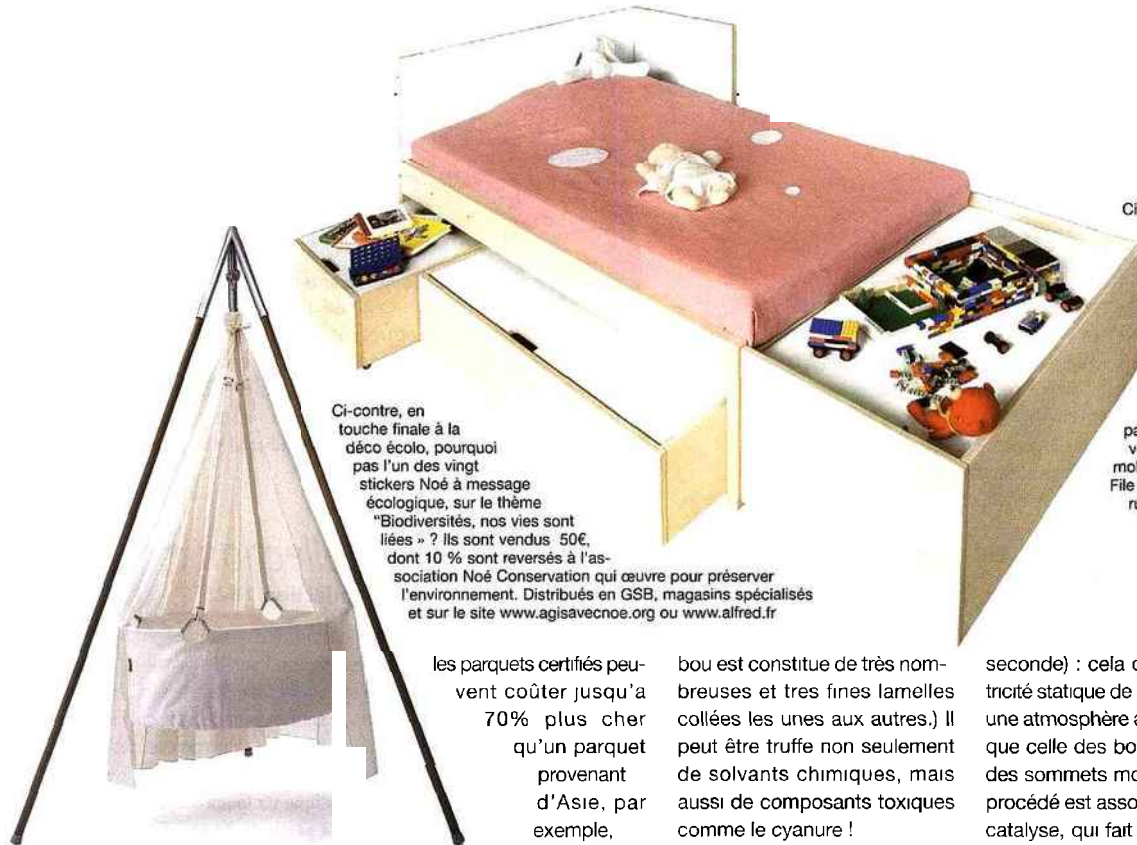 Ci-contre, en
touche finale à la
déco écolo, pourquoi
pas l'un des vingt
stickers Noé à message
écologique, sur le thème
"Biodiversités, nos vies sont
liées » ? Ils sont vendus 50€,
dont 10 % sont reversés à l'as-
sociation Noé Conservation qui œuvre pour préserver
l'environnement. Distribués en GSB, magasins spécialisés
et sur le site www.agisavecnoe.org ou www.alfred.fr
les parquets certifiés peu-
vent coûter jusqu'a
70% plus cher
qu'un parquet
provenant
d'Asie, par
exemple,
bou est constitue de très nom-
breuses et tres fines lamelles
collées les unes aux autres.) Il
peut être truffe non seulement
de solvants chimiques, mais
aussi de composants toxiques
comme le cyanure !
seconde) : cela
tricité statique de
une atmosphère
que celle des
des sommets
procédé est
catalyse, qui fait
Ci
File